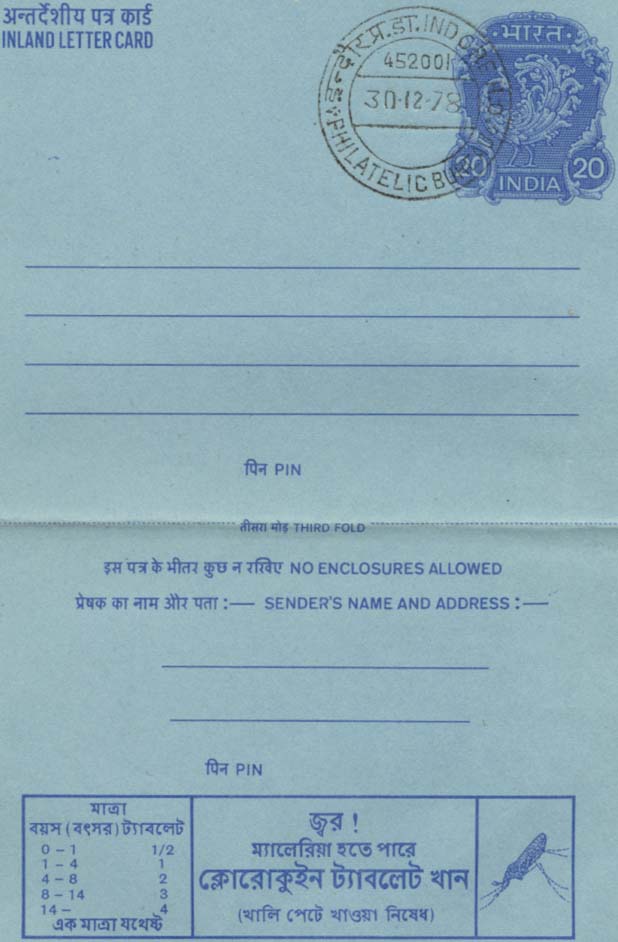 अन्तर्देशीय पत्र कार्ड
INLAND LETTER CARD
इन्दौर प्र.डा. INDORE
452001
30-12-78
PHILATELIC
भारत
20 20
INDIA
पिन PIN
तीसरा मोड़ THIRD FOLD
इस पत्र के भीतर कुछ न रखिए NO ENCLOSURES ALLOWED
प्रेषक का नाम और पता :— SENDER'S NAME AND ADDRESS :—
पिन PIN
মাত্রা
বয়স (বৎসর) ট্যাবলেট
0 – 1 1/2
1 – 4 1
4 – 8 2
8 – 14 3
14 – 4
এক মাত্রা যথেষ্ট
জ্বর !
ম্যালেরিয়া হতে পারে
ক্লোরোকুইন ট্যাবলেট খান
(খালি পেটে খাওয়া নিষেধ)